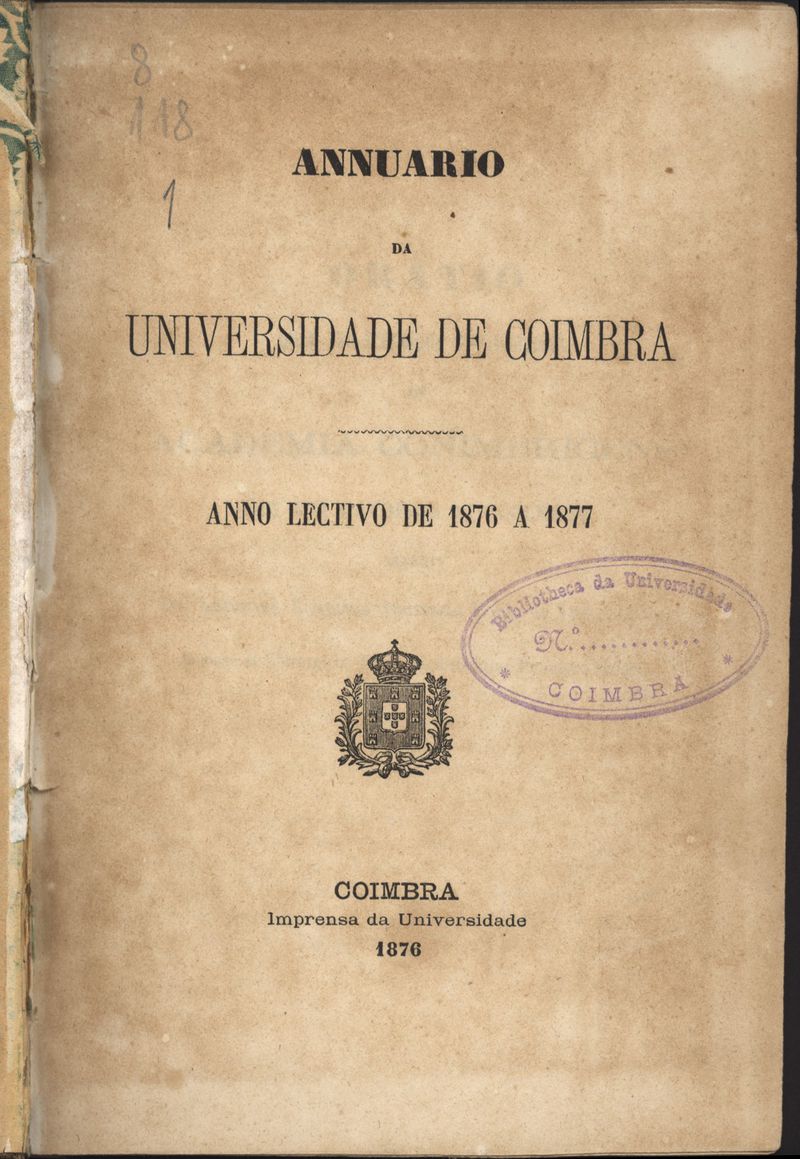 8
118
1
ANNUARIO
DA
UNIVERSIDADE DE COIMBRA
ANNO LECTIVO DE 1876 A 1877
Bibliotheca da Universidade
N.º............
* COIMBRA *
COIMBRA
Imprensa da Universidade
1876